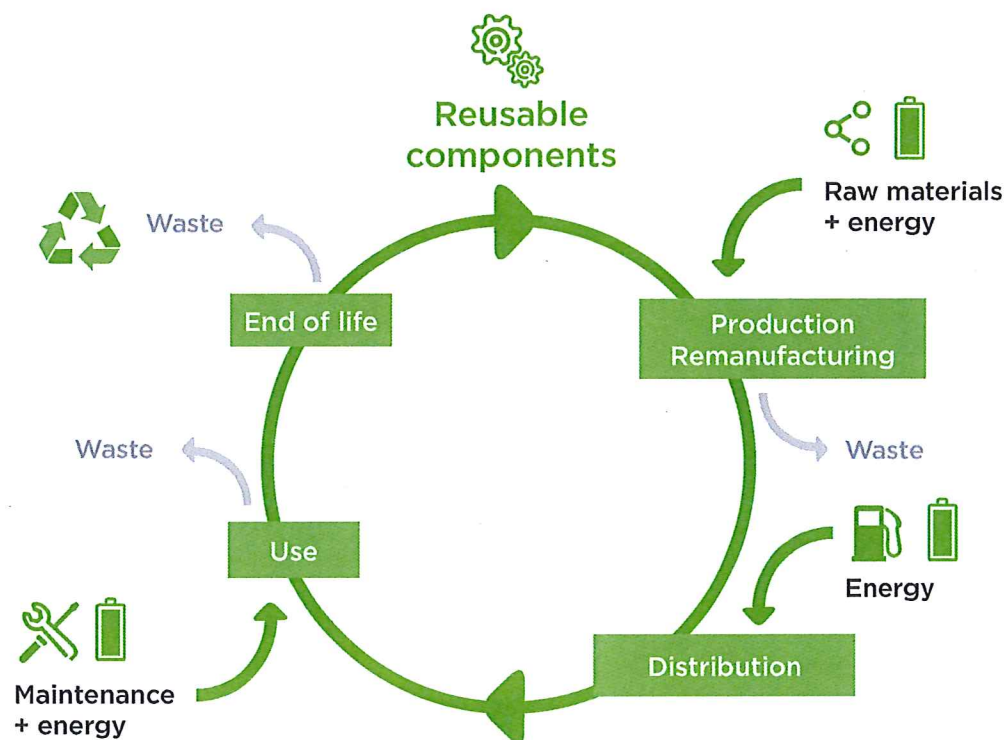 Reusable
components
Raw materials
+ energy
Waste
End of life
Production
Remanufacturing
Waste
Waste
Use
Energy
Distribution
Maintenance
+ energy